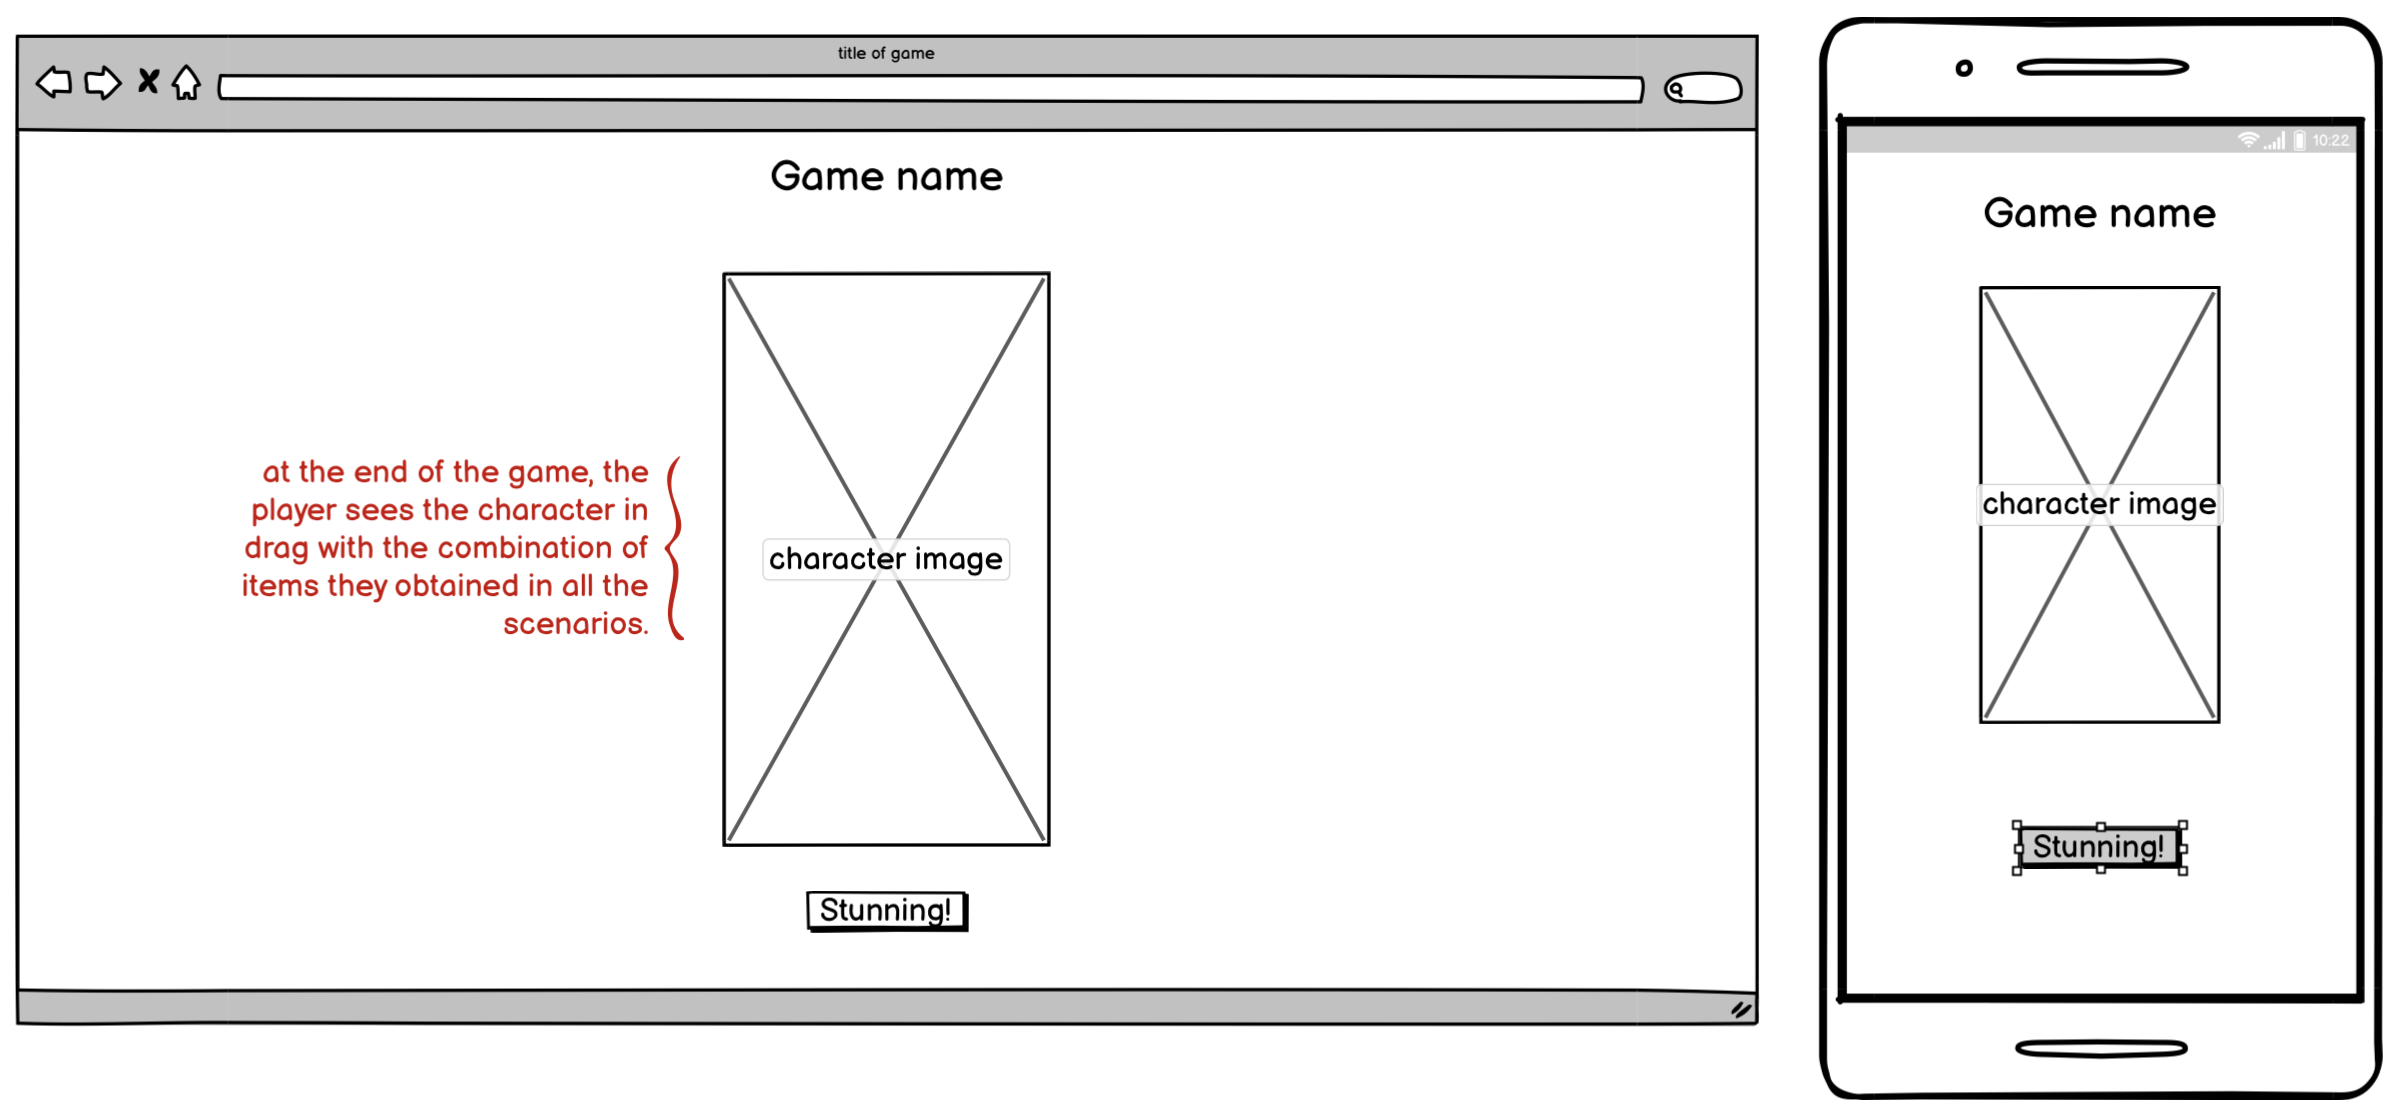 title of game
Game name
at the end of the game, the
player sees the character in
drag with the combination of
items they obtained in all the
scenarios.
character image
Stunning!
10:22
Game name
character image
Stunning!